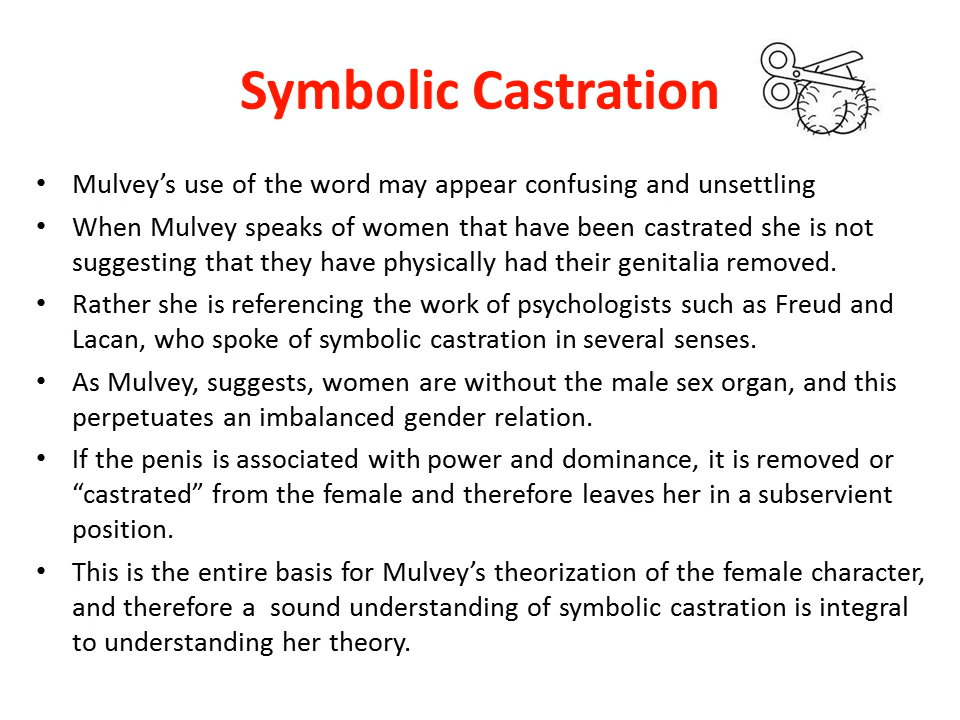 Symbolic Castration
• Mulvey’s use of the word may appear confusing and unsettling
• When Mulvey speaks of women that have been castrated she is not
suggesting that they have physically had their genitalia removed.
• Rather she is referencing the work of psychologists such as Freud and
Lacan, who spoke of symbolic castration in several senses.
• As Mulvey, suggests, women are without the male sex organ, and this
perpetuates an imbalanced gender relation.
• If the penis is associated with power and dominance, it is removed or
“castrated” from the female and therefore leaves her in a subservient
position.
• This is the entire basis for Mulvey’s theorization of the female character,
and therefore a  sound understanding of symbolic castration is integral
to understanding her theory.